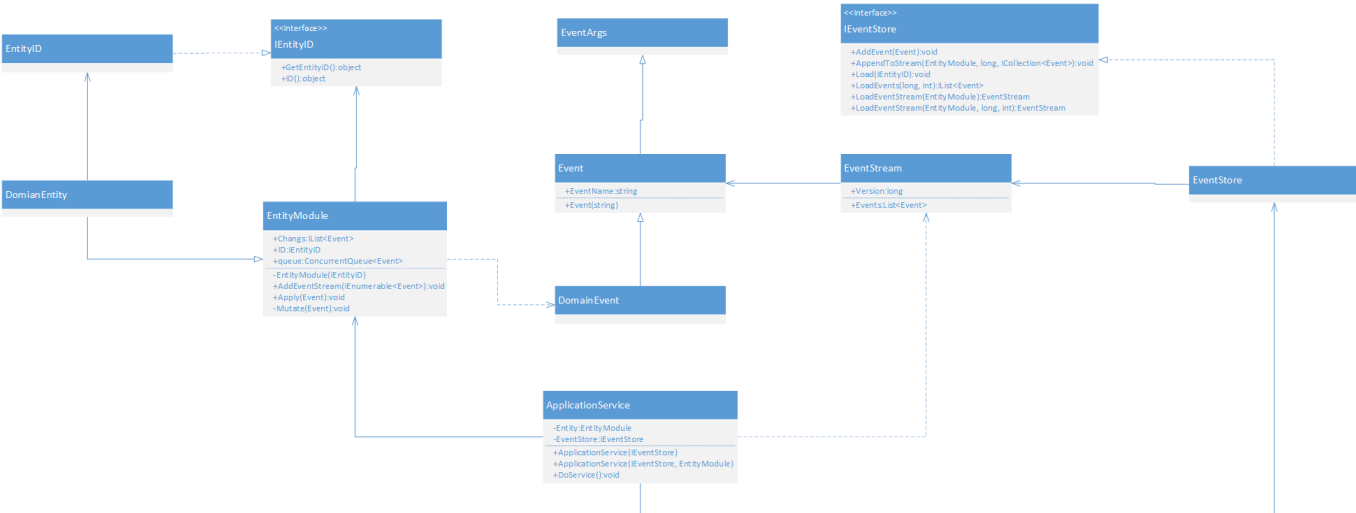 EntityID
<<Interface>>
IEntityID
+GetEntityID():object
+ID():object
EventArgs
<<Interface>>
IEventStore
+AddEvent(Event):void
+AppendToStream(EntityModule, long, ICollection<Event>):void
+Load(IEntityID):void
+LoadEvents(long, int):IList<Event>
+LoadEventStream(EntityModule):EventStream
+LoadEventStream(EntityModule, long, int):EventStream
DomianEntity
EntityModule
+Changs:IList<Event>
+ID:IEntityID
+queue:ConcurrentQueue<Event>
-EntityModule(IEntityID)
+AddEventStream(IEnumerable<Event>):void
+Apply(Event):void
-Mutate(Event):void
Event
+EventName:string
+Event(string)
EventStream
+Version:long
+Events:List<Event>
EventStore
DomainEvent
ApplicationService
-Entity:EntityModule
-EventStore:IEventStore
+ApplicationService(IEventStore)
+ApplicationService(IEventStore, EntityModule)
+DoService():void